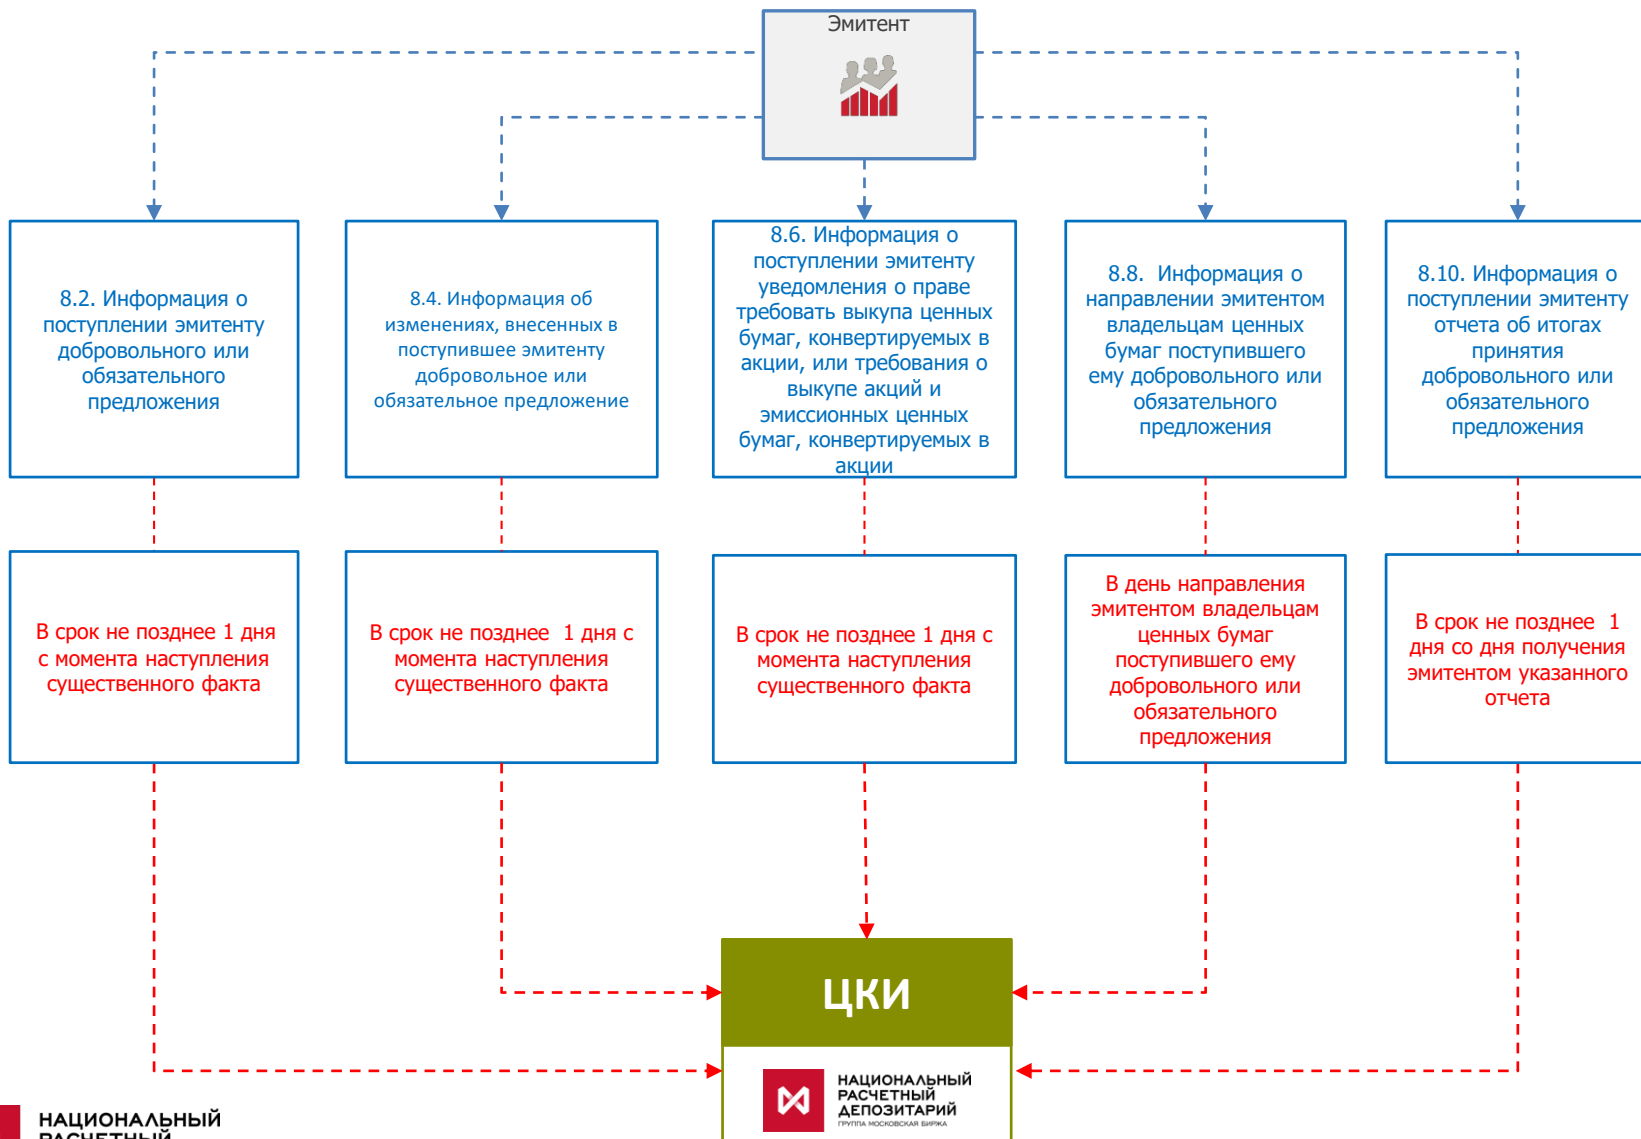 Эмитент
8.2. Информация о
поступлении эмитенту
добровольного или
обязательного
предложения
8.4. Информация об
изменениях, внесенных в
поступившее эмитенту
добровольное или
обязательное предложение
8.6. Информация о
поступлении эмитенту
уведомления о праве
требовать выкупа ценных
бумаг, конвертируемых в
акции, или требования о
выкупе акций и
эмиссионных ценных
бумаг, конвертируемых в
акции
8.8. Информация о
направлении эмитентом
владельцам ценных
бумаг поступившего
ему добровольного или
обязательного
предложения
8.10. Информация о
поступлении эмитенту
отчета об итогах
принятия
добровольного или
обязательного
предложения
В срок не позднее 1 дня
с момента наступления
существенного факта
В срок не позднее 1 дня с
момента наступления
существенного факта
В срок не позднее 1 дня с
момента наступления
существенного факта
В день направления
эмитентом владельцам
ценных бумаг
поступившего ему
добровольного или
обязательного
предложения
В срок не позднее 1
дня со дня получения
эмитентом указанного
отчета
ЦКИ
НАЦИОНАЛЬНЫЙ
РАСЧЕТНЫЙ
ДЕПОЗИТАРИЙ
ГРУППА МОСКОВСКАЯ БИРЖА
НАЦИОНАЛЬНЫЙ
РАСЧЕТНЫЙ